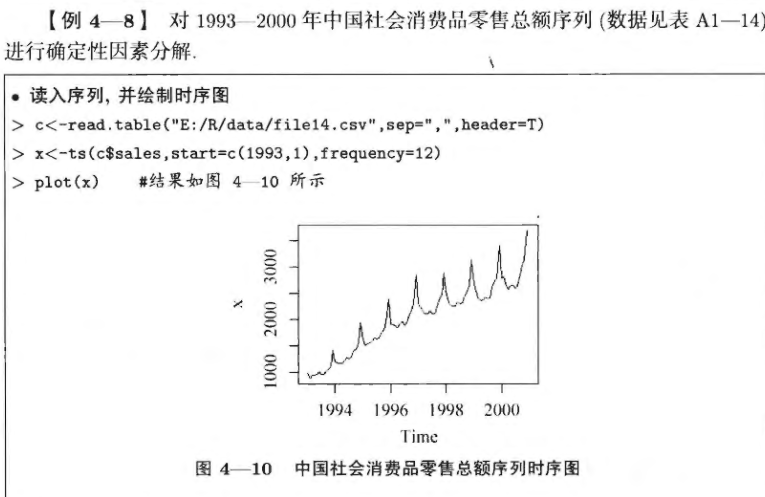 【例 4—8】 对 1993—2000 年中国社会消费品零售总额序列 (数据见表 A1—14)
进行确定性因素分解.
• 读入序列, 并绘制时序图
> c<-read.table("E:/R/data/file14.csv",sep=",",header=T)
> x<-ts(c$sales,start=c(1993,1),frequency=12)
> plot(x) #结果如图 4—10 所示
3000
2000
1000
x
1994 1996 1998 2000
Time
图 4—10 中国社会消费品零售总额序列时序图